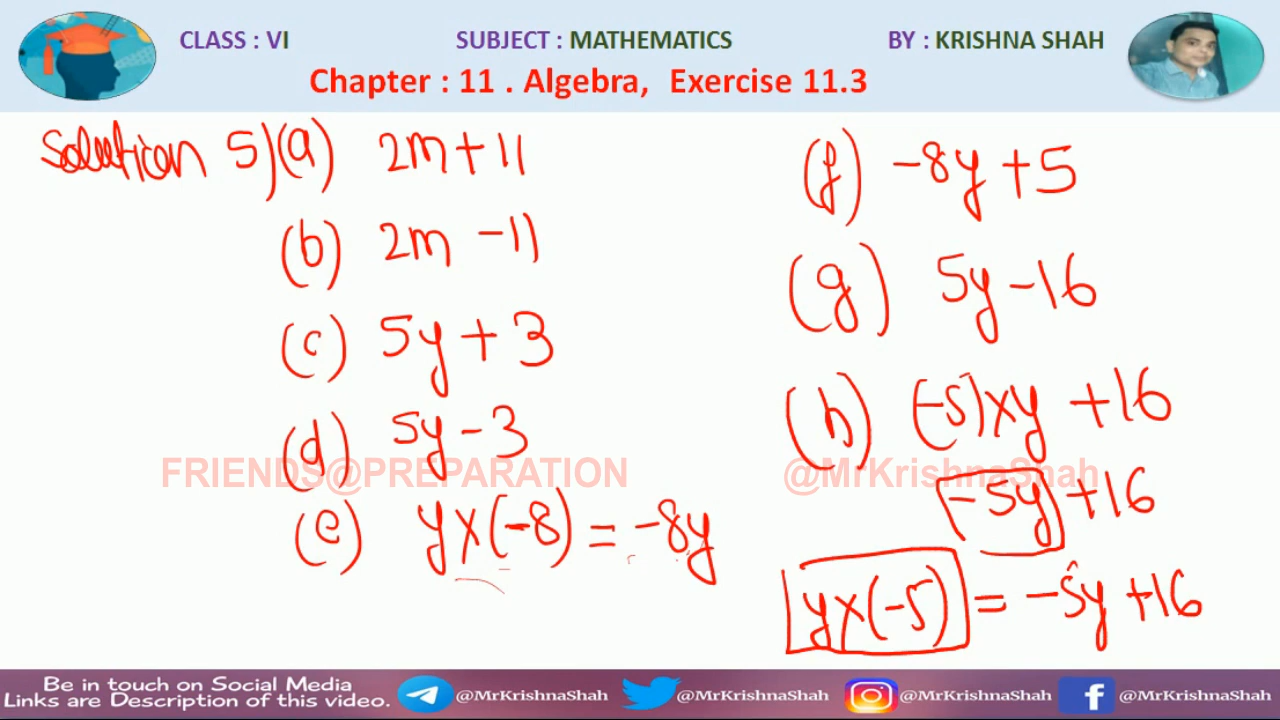 CLASS : VI SUBJECT : MATHEMATICS BY : KRISHNA SHAH
Chapter : 11 . Algebra, Exercise 11.3
Solution 5)(a) 2m + 11
(b) 2m - 11
(c) 5y + 3
(d) 5y - 3
(e) y x (-8) = -8y
(f) -8y + 5
(g) 5y - 16
(h) (-5) x y + 16
-5y + 16
y x (-5) = -5y + 16
FRIENDS@PREPARATION @MrKrishnaShah
Be in touch on Social Media
Links are Description of this video.
@MrKrishnaShah @MrKrishnaShah @MrKrishnaShah @MrKrishnaShah